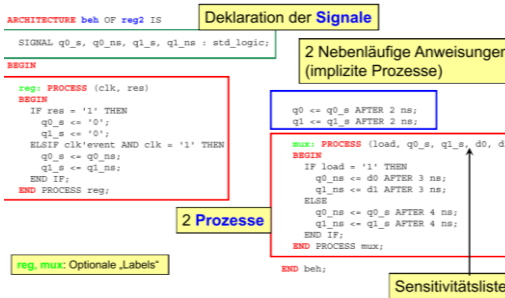 Deklaration der Signale
ARCHITECTURE beh OF reg2 IS
SIGNAL q0_s, q0_ns, q1_s, q1_ns : std_logic;
BEGIN
reg: PROCESS (clk, res)
BEGIN
IF res = '1' THEN
q0_s <= '0';
q1_s <= '0';
ELSIF clk'event AND clk = '1' THEN
q0_s <= q0_ns;
q1_s <= q1_ns;
END IF;
END PROCESS reg;
2 Prozesse
reg, mux: Optionale „Labels"
2 Nebenläufige Anweisungen
(implizite Prozesse)
q0 <= q0_s AFTER 2 ns;
q1 <= q1_s AFTER 2 ns;
mux: PROCESS (load, q0_s, q1_s, d0, d
BEGIN
IF load = '1' THEN
q0_ns <= d0 AFTER 3 ns;
q1_ns <= d1 AFTER 3 ns;
ELSE
q0_ns <= q0_s AFTER 4 ns;
q1_ns <= q1_s AFTER 4 ns;
END IF;
END PROCESS mux;
END beh;
Sensitivitätsliste